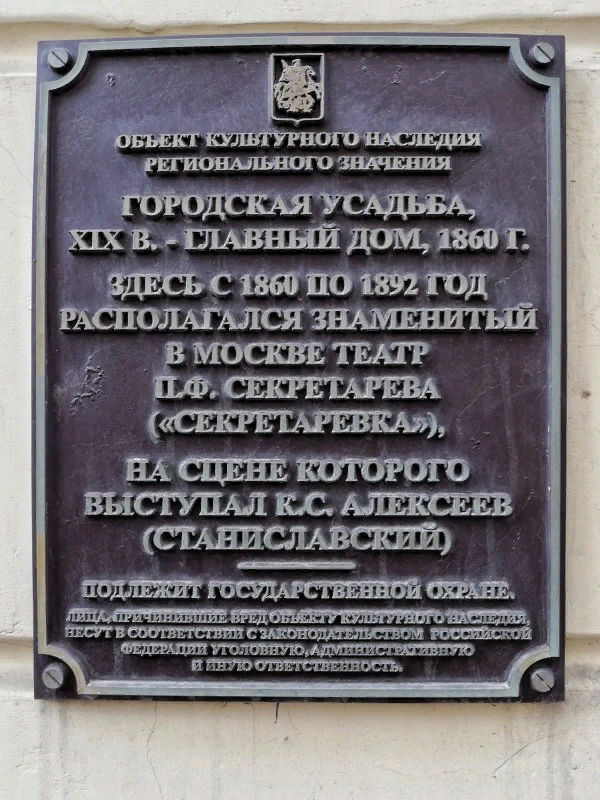 ОБЪЕКТ КУЛЬТУРНОГО НАСЛЕДИЯ
РЕГИОНАЛЬНОГО ЗНАЧЕНИЯ
ГОРОДСКАЯ УСАДЬБА,
XIX В. - ГЛАВНЫЙ ДОМ, 1860 Г.
ЗДЕСЬ С 1860 ПО 1892 ГОД
РАСПОЛАГАЛСЯ ЗНАМЕНИТЫЙ
В МОСКВЕ ТЕАТР
П.Ф. СЕКРЕТАРЕВА
(«СЕКРЕТАРЕВКА»),
НА СЦЕНЕ КОТОРОГО
ВЫСТУПАЛ К.С. АЛЕКСЕЕВ
(СТАНИСЛАВСКИЙ)
ПОДЛЕЖИТ ГОСУДАРСТВЕННОЙ ОХРАНЕ.
ЛИЦА, ПРИЧИНИВШИЕ ВРЕД ОБЪЕКТУ КУЛЬТУРНОГО НАСЛЕДИЯ,
НЕСУТ В СООТВЕТСТВИИ С ЗАКОНОДАТЕЛЬСТВОМ РОССИЙСКОЙ
ФЕДЕРАЦИИ УГОЛОВНУЮ, АДМИНИСТРАТИВНУЮ
И ИНУЮ ОТВЕТСТВЕННОСТЬ.